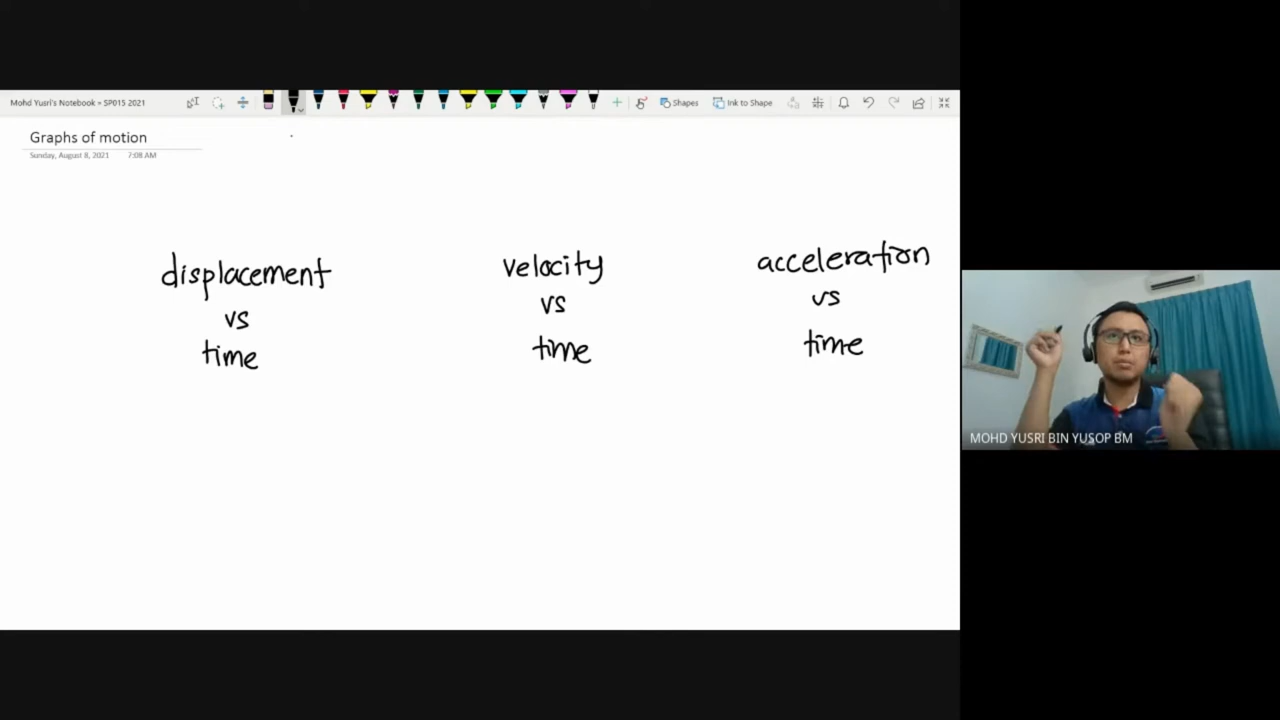 Mohd Yusri's Notebook » SP015 2021
Shapes
Ink to Shape
Graphs of motion
Sunday, August 8, 2021 7:08 AM
displacement
vs
time
velocity
vs
time
acceleration
vs
time
MOHD YUSRI BIN YUSOP BM